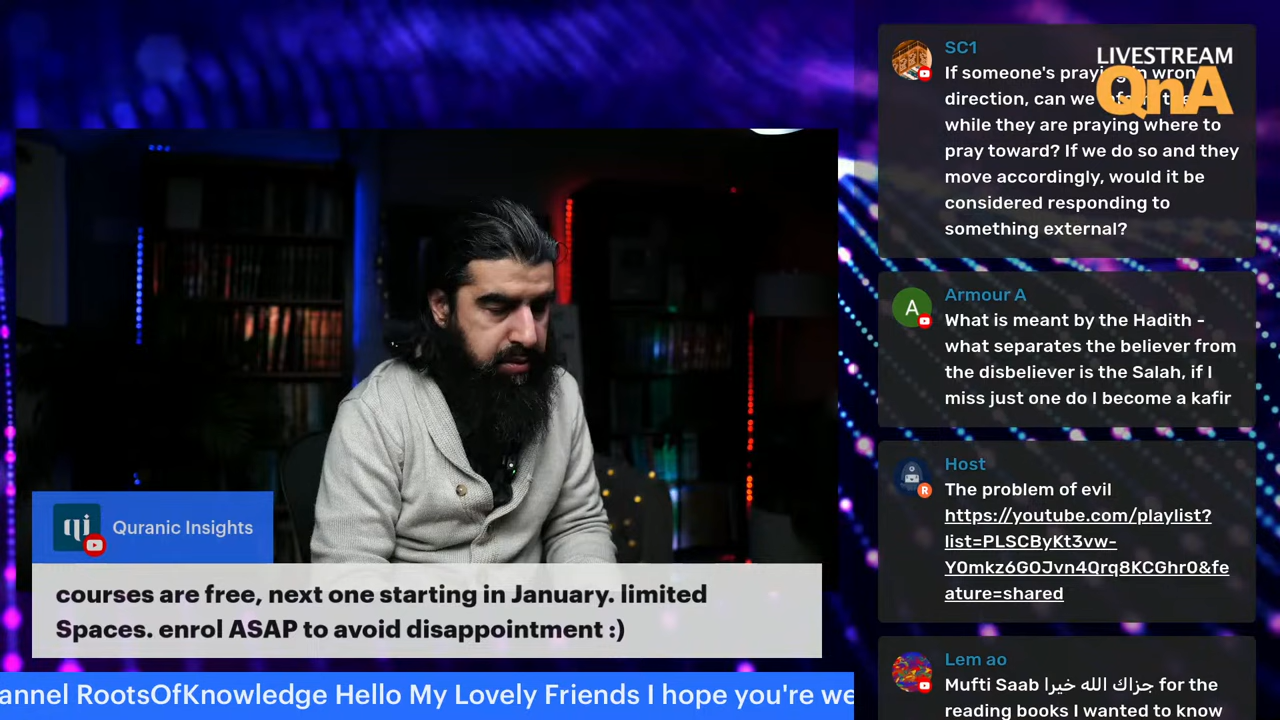 LIVESTREAM
QnA
SC1
If someone's praying in wrong
direction, can we
while they are praying where to
pray toward? If we do so and they
move accordingly, would it be
considered responding to
something external?
A
Armour A
What is meant by the Hadith -
what separates the believer from
the disbeliever is the Salah, if I
miss just one do I become a kafir
Host
R
The problem of evil
https://youtube.com/playlist?
list=PLSCByKt3vw-
Y0mkz6GOJvn4Qrq8KCGhr0&fe
ature=shared
Lem ao
Mufti Saab جزاك الله خيرا for the
reading books I wanted to know
qi
Quranic Insights
courses are free, next one starting in January. limited
Spaces. enrol ASAP to avoid disappointment :)
annel RootsOfKnowledge Hello My Lovely Friends I hope you're we